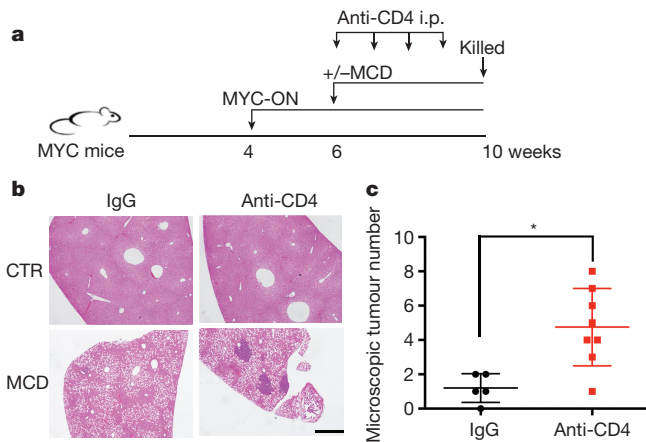 a
Anti-CD4 i.p.
Killed
+/–MCD
MYC-ON
MYC mice
4
6
10 weeks
b
IgG
Anti-CD4
CTR
MCD
c
Microscopic tumour number
10
8
6
4
2
0
*
IgG
Anti-CD4